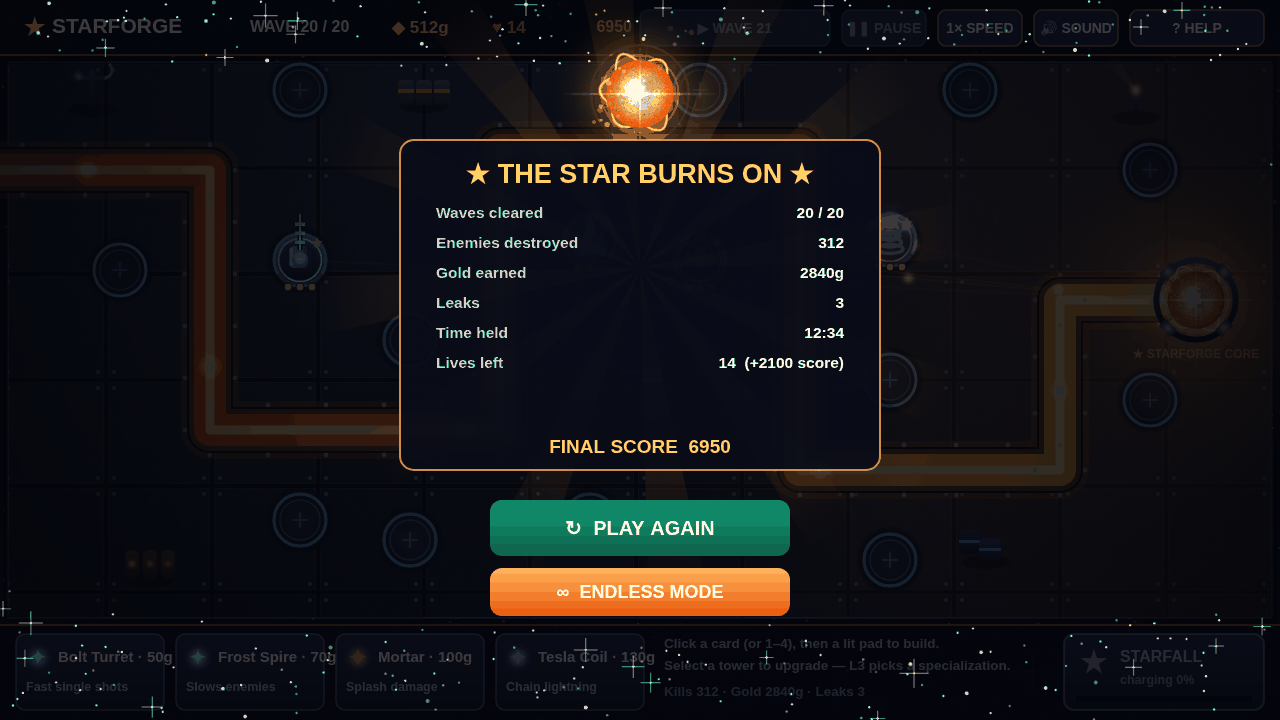 ★ STARFORGE
WAVE 20 / 20
◆ 512g
♥ 14
6950
▶ WAVE 21
❚❚ PAUSE
1× SPEED
🔊 SOUND
? HELP
★ THE STAR BURNS ON ★
Waves cleared 20 / 20
Enemies destroyed 312
Gold earned 2840g
Leaks 3
Time held 12:34
Lives left 14 (+2100 score)
FINAL SCORE 6950
★ STARFORGE CORE
↻ PLAY AGAIN
∞ ENDLESS MODE
Bolt Turret · 50g
Fast single shots
Frost Spire · 70g
Slows enemies
Mortar · 100g
Splash damage
Tesla Coil · 130g
Chain lightning
Click a card (or 1–4), then a lit pad to build.
Select a tower to upgrade — L3 picks a specialization.
Kills 312 · Gold 2840g · Leaks 3
STARFALL
charging 0%